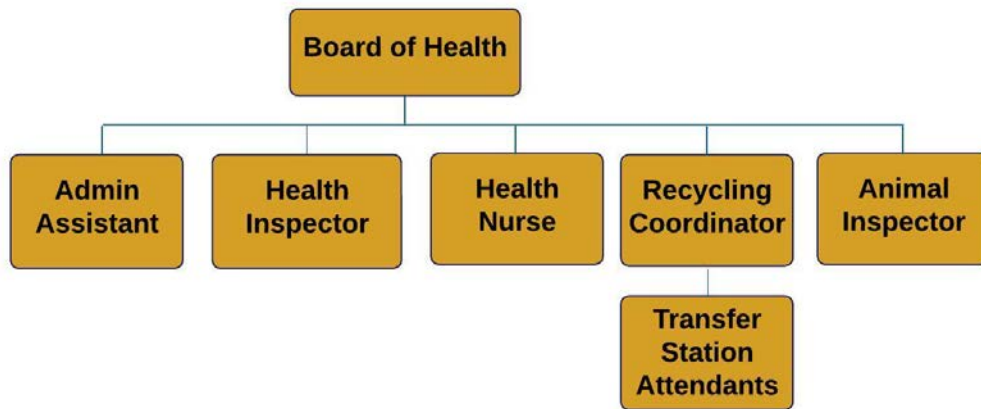 Board of Health
Admin
Assistant
Health
Inspector
Health
Nurse
Recycling
Coordinator
Animal
Inspector
Transfer
Station
Attendants